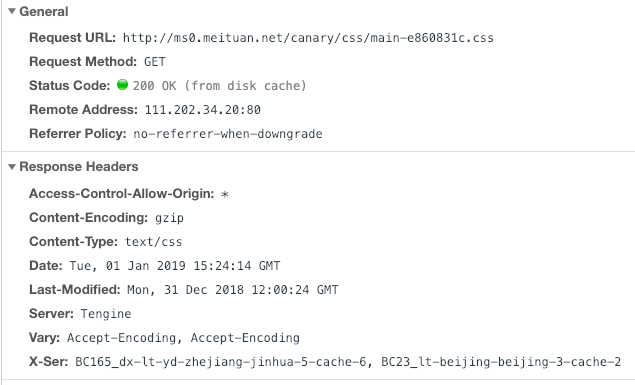 General
Request URL: http://ms0.meituan.net/canary/css/main-e860831c.css
Request Method: GET
Status Code: 200 OK (from disk cache)
Remote Address: 111.202.34.20:80
Referrer Policy: no-referrer-when-downgrade
Response Headers
Access-Control-Allow-Origin: *
Content-Encoding: gzip
Content-Type: text/css
Date: Tue, 01 Jan 2019 15:24:14 GMT
Last-Modified: Mon, 31 Dec 2018 12:00:24 GMT
Server: Tengine
Vary: Accept-Encoding, Accept-Encoding
X-Ser: BC165_dx-lt-yd-zhejiang-jinhua-5-cache-6, BC23_lt-beijing-beijing-3-cache-2